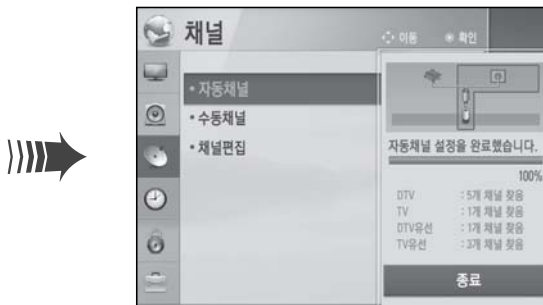 채널
이동 확인
• 자동채널
• 수동채널
• 채널편집
자동채널 설정을 완료했습니다.
100%
DTV : 5개 채널 찾음
TV : 1개 채널 찾음
DTV유선 : 1개 채널 찾음
TV유선 : 3개 채널 찾음
종료